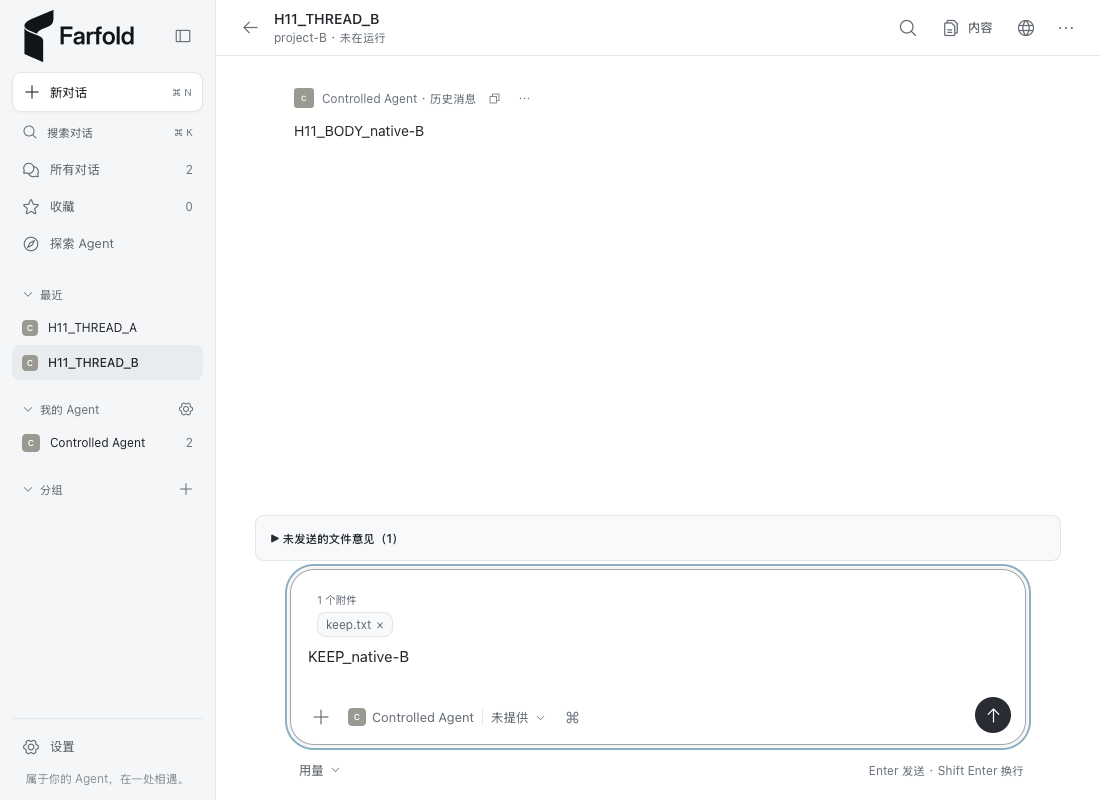 Farfold
新对话
⌘ N
搜索对话
⌘ K
所有对话
2
收藏
0
探索 Agent
最近
C
H11_THREAD_A
C
H11_THREAD_B
我的 Agent
C
Controlled Agent
2
分组
设置
属于你的 Agent，在一处相遇。
H11_THREAD_B
project-B · 未在运行
内容
C
Controlled Agent · 历史消息
H11_BODY_native-B
未发送的文件意见（1）
1 个附件
keep.txt ×
KEEP_native-B
C
Controlled Agent
未提供
⌘
用量
Enter 发送 · Shift Enter 换行